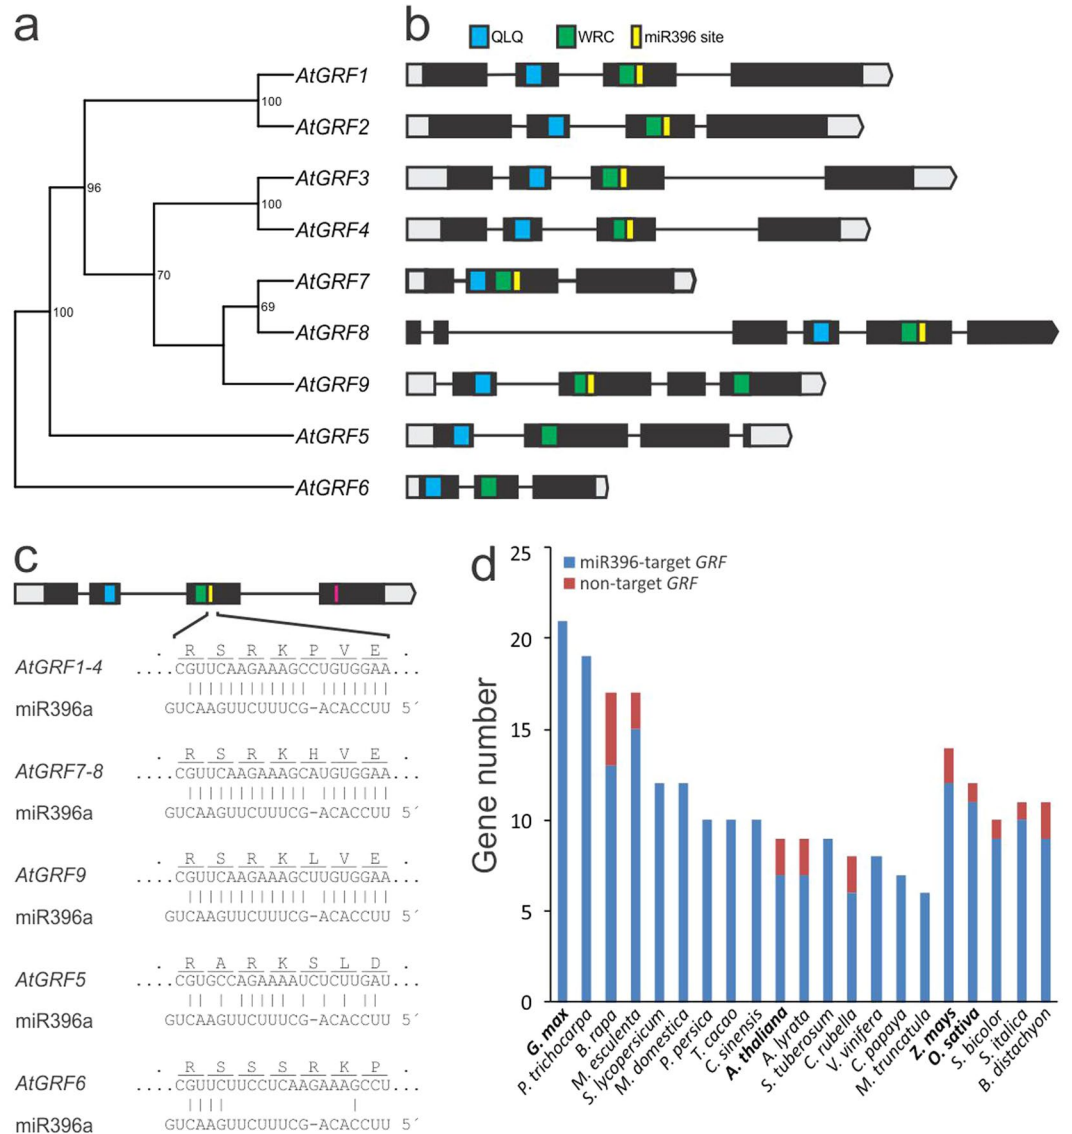 a
AtGRF1
AtGRF2
AtGRF3
AtGRF4
AtGRF7
AtGRF8
AtGRF9
AtGRF5
AtGRF6
100
96
100
70
69
100
b
QLQ WRC miR396 site
c
. R S R K P V E .
AtGRF1-4 ....CGUUCAAGAAAGCCUGUGGAA...
miR396a GUCAAGUUCUUUCG-ACACCUU 5´
. R S R K H V E .
AtGRF7-8 ....CGUUCAAGAAAGCAUGUGGAA...
miR396a GUCAAGUUCUUUCG-ACACCUU 5´
. R S R K L V E .
AtGRF9 ....CGUUCAAGAAAGCUUGUGGAA...
miR396a GUCAAGUUCUUUCG-ACACCUU 5´
. R A R K S L D .
AtGRF5 ....CGUGCCAGAAAAUCUCUUGAU...
miR396a GUCAAGUUCUUUCG-ACACCUU 5´
. R S S S R K P .
AtGRF6 ....CGUUCUUCCUCAAGAAAGCCU...
miR396a GUCAAGUUCUUUCG-ACACCUU 5´
d
miR396-target GRF
non-target GRF
Gene number
25
20
15
10
5
0
G. max
P. trichocarpa
B. rapa
M. esculenta
S. lycopersicum
M. domestica
P. persica
T. cacao
C. sinensis
A. thaliana
A. lyrata
S. tuberosum
C. rubella
V. vinifera
C. papaya
M. truncatula
Z. mays
O. sativa
S. bicolor
S. italica
B. distachyon